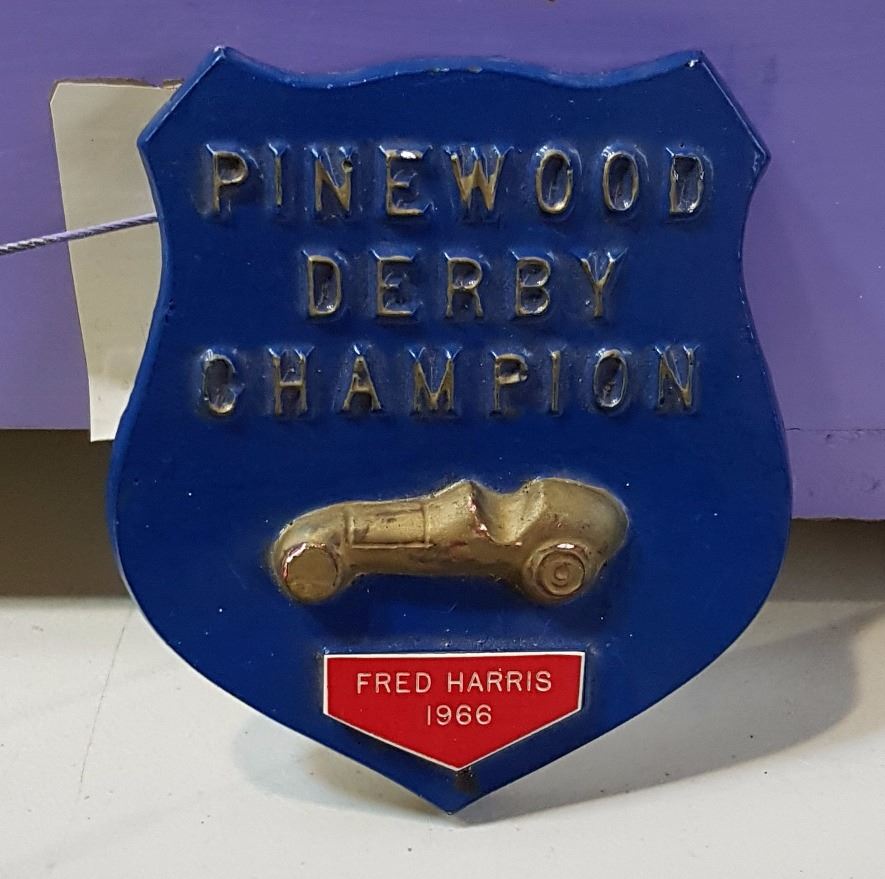 PINEWOOD
DERBY
CHAMPION
FRED HARRIS
1966